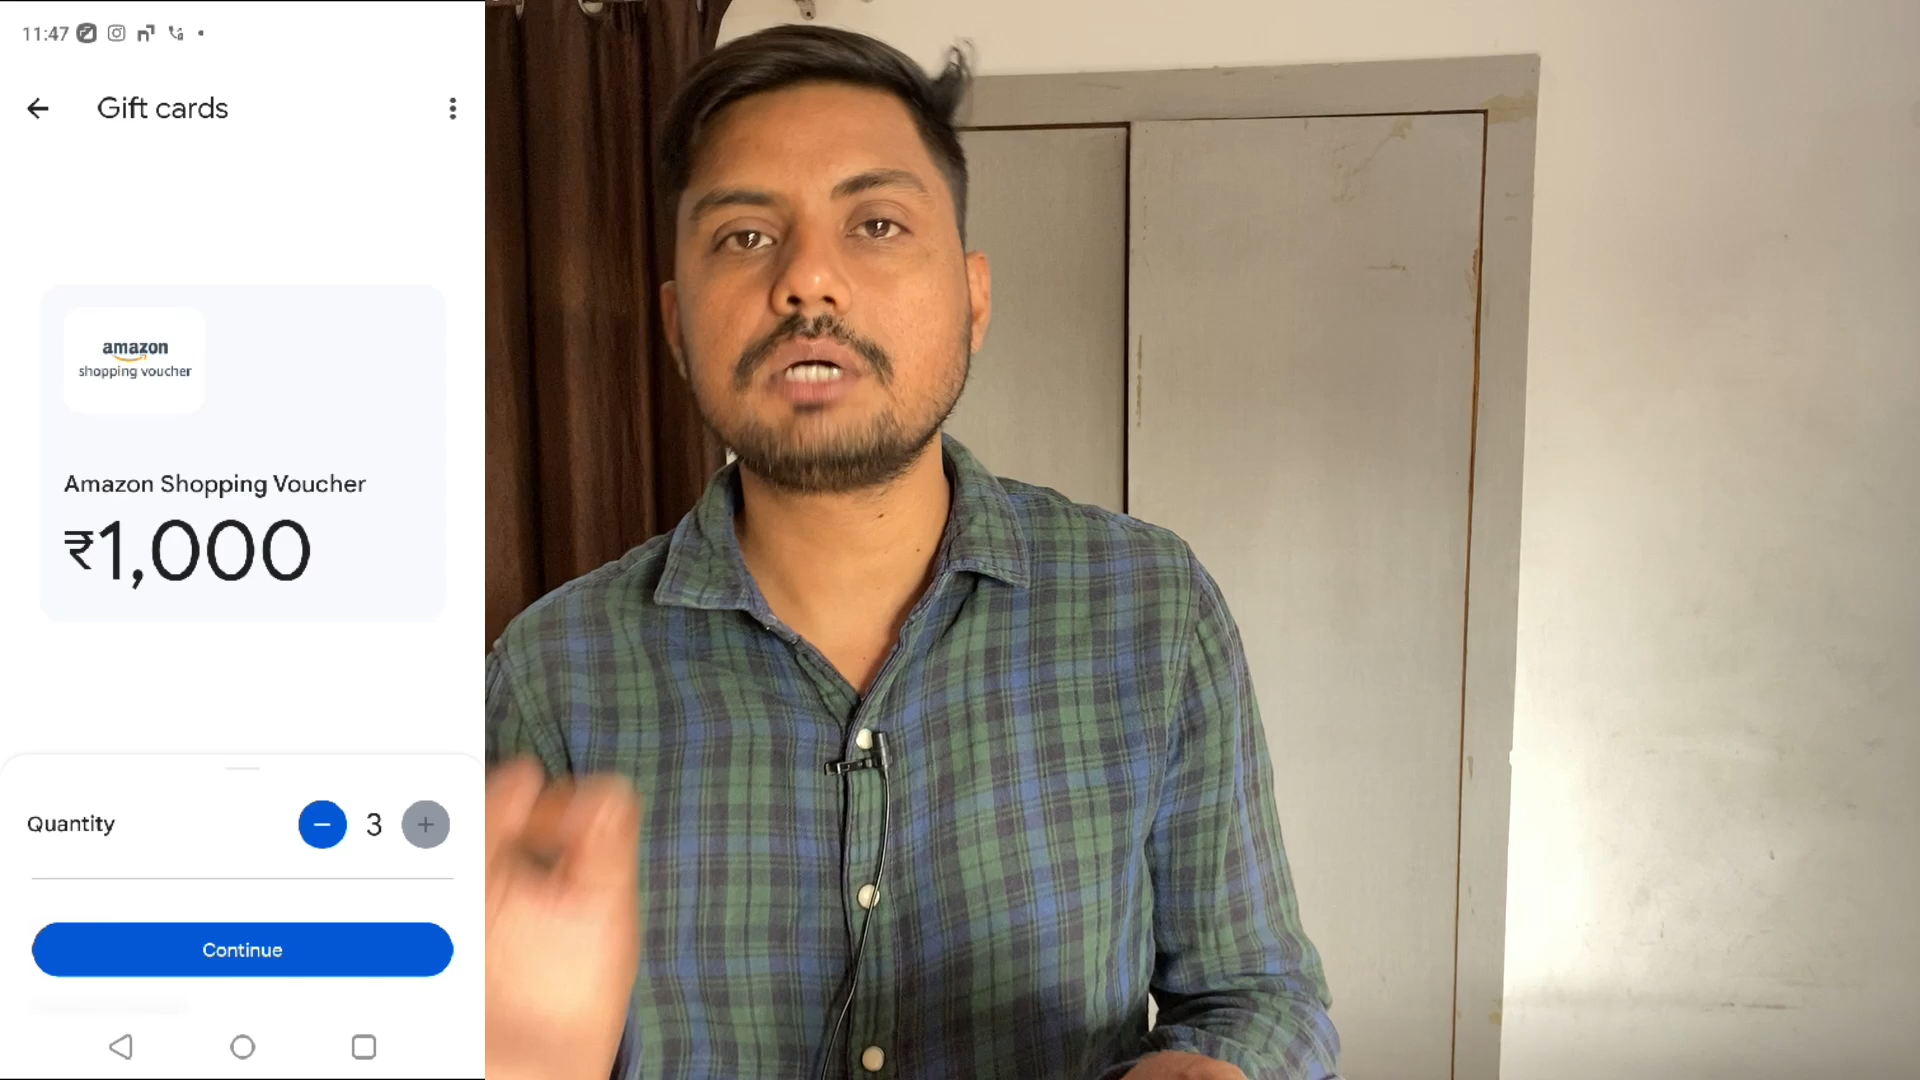 11:47
Gift cards
amazon
shopping voucher
Amazon Shopping Voucher
₹1,000
Quantity
3
Continue